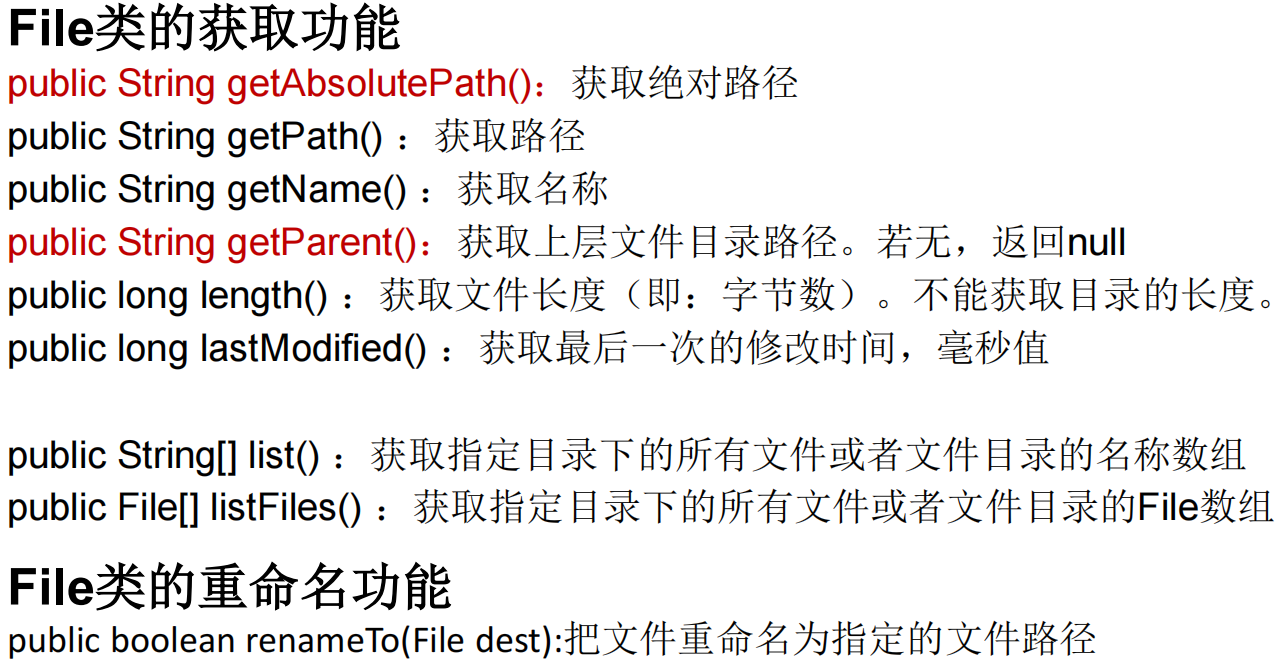 File类的获取功能
public String getAbsolutePath()：获取绝对路径
public String getPath() ：获取路径
public String getName() ：获取名称
public String getParent()：获取上层文件目录路径。若无，返回null
public long length() ：获取文件长度（即：字节数）。不能获取目录的长度。
public long lastModified() ：获取最后一次的修改时间，毫秒值
public String[] list() ：获取指定目录下的所有文件或者文件目录的名称数组
public File[] listFiles() ：获取指定目录下的所有文件或者文件目录的File数组
File类的重命名功能
public boolean renameTo(File dest):把文件重命名为指定的文件路径